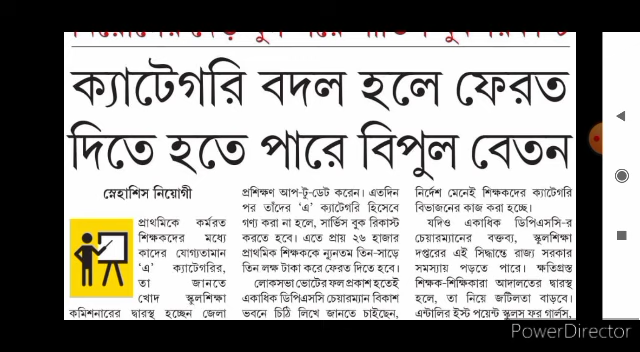 ক্যাটেগরি বদল হলে ফেরত
দিতে হতে পারে বিপুল বেতন
স্নেহাশিস নিয়োগী
প্রাথমিকে কর্মরত
শিক্ষকদের মধ্যে
কাদের যোগ্যতামান
'এ' ক্যাটেগরির,
তা জানতে
খোদ স্কুলশিক্ষা
কমিশনারের দ্বারস্থ হচ্ছেন জেলা
প্রশিক্ষণ আপ-টু-ডেট করেন। এতদিন
পর তাঁদের 'এ' ক্যাটেগরি হিসেবে
গণ্য করা না হলে, সার্ভিস বুক রিকাস্ট
করতে হবে। এতে প্রায় ২৬ হাজার
প্রাথমিক শিক্ষককে ন্যূনতম তিন-সাড়ে
তিন লক্ষ টাকা করে ফেরত দিতে হবে।
লোকসভা ভোটের ফল প্রকাশ হতেই
একাধিক ডিপিএসসি চেয়ারম্যান বিকাশ
ভবনে চিঠি লিখে জানতে চাইছেন,
নির্দেশ মেনেই শিক্ষকদের ক্যাটেগরি
বিভাজনের কাজ করা হচ্ছে।
যদিও একাধিক ডিপিএসসি-র
চেয়ারম্যানের বক্তব্য, স্কুলশিক্ষা
দপ্তরের এই সিদ্ধান্তে রাজ্য সরকার
সমস্যায় পড়তে পারে। ক্ষতিগ্রস্ত
শিক্ষক-শিক্ষিকারা আদালতের দ্বারস্থ
হলে, তা নিয়ে জটিলতা বাড়বে।
এন্টালির ইস্ট পয়েন্ট স্কুলস ফর গার্লস,
PowerDirector